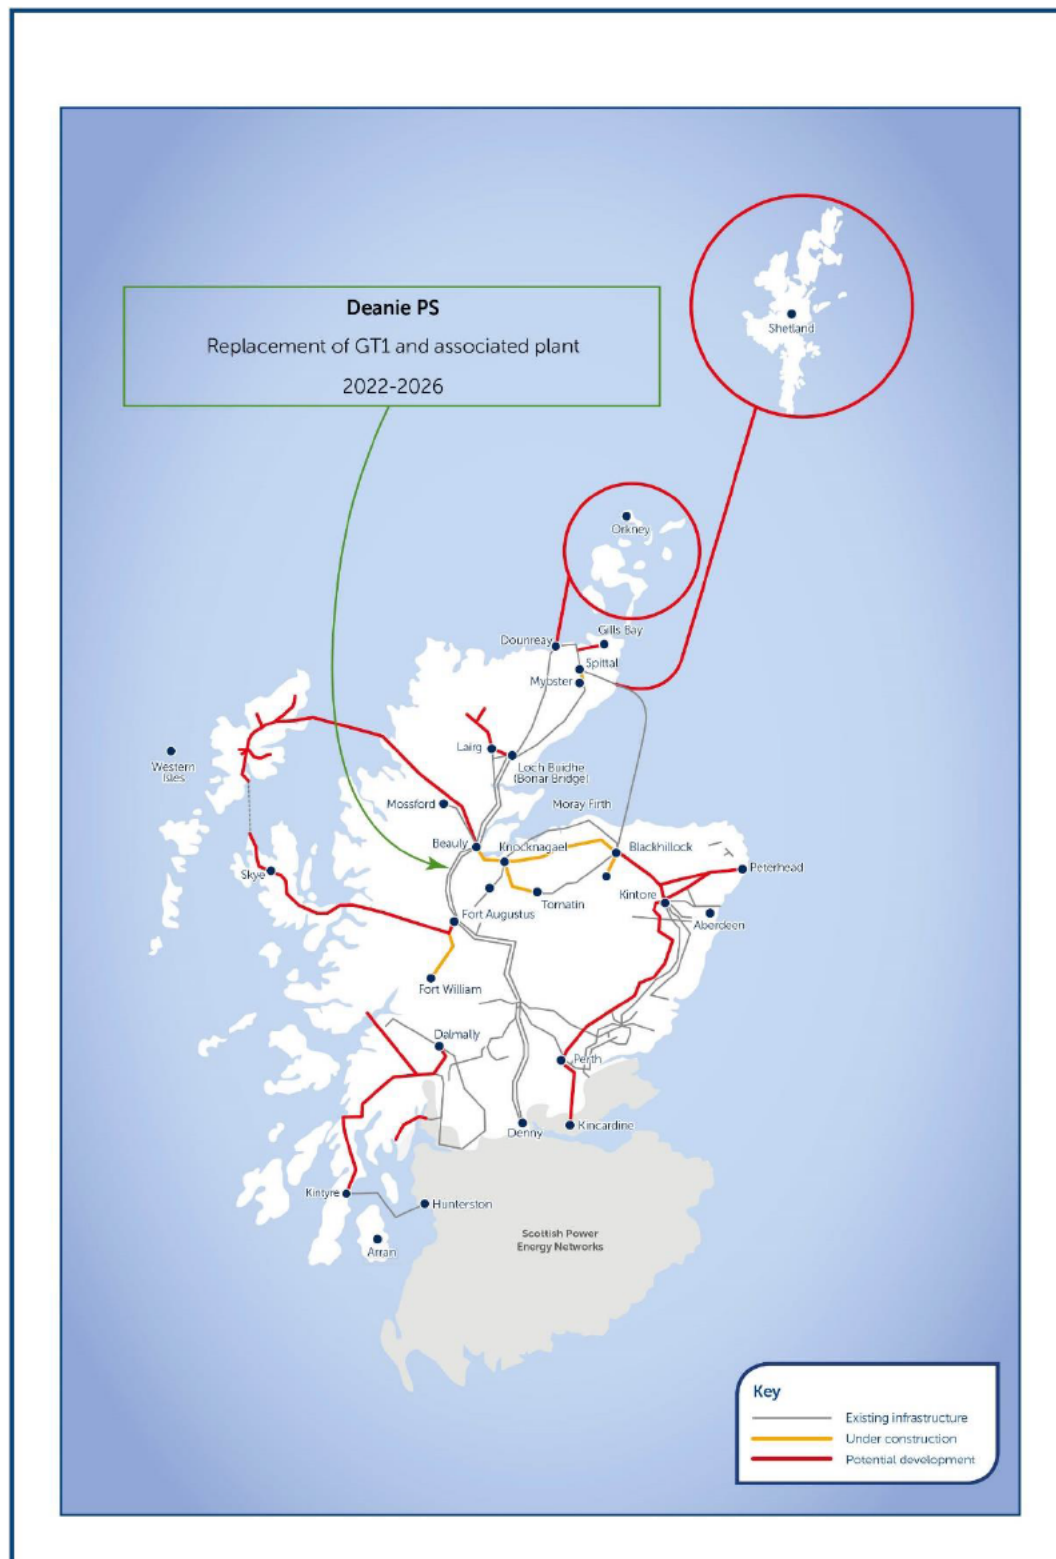 Deanie PS
Replacement of GT1 and associated plant
2022-2026
Shetland
Orkney
Gills Bay
Dounreay
Spittal
Mybster
Lairg
Loch Buidhe
(Bonar Bridge)
Western
Isles
Mossford
Moray Firth
Beauly
Knocknagael
Blackhillock
Peterhead
Skye
Kintore
Tomatin
Fort Augustus
Aberdeen
Fort William
Dalmally
Perth
Denny
Kincardine
Kintyre
Hunterston
Arran
Scottish Power
Energy Networks
Key
Existing infrastructure
Under construction
Potential development